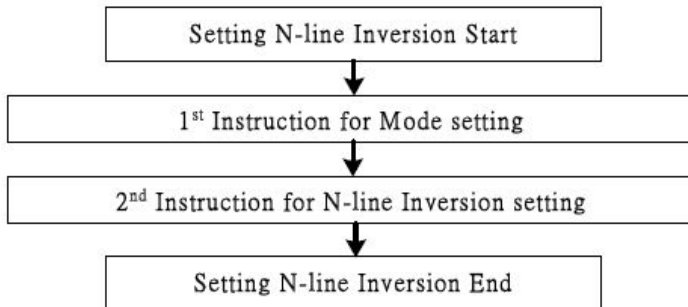 Setting N-line Inversion Start
1st Instruction for Mode setting
2nd Instruction for N-line Inversion setting
Setting N-line Inversion End